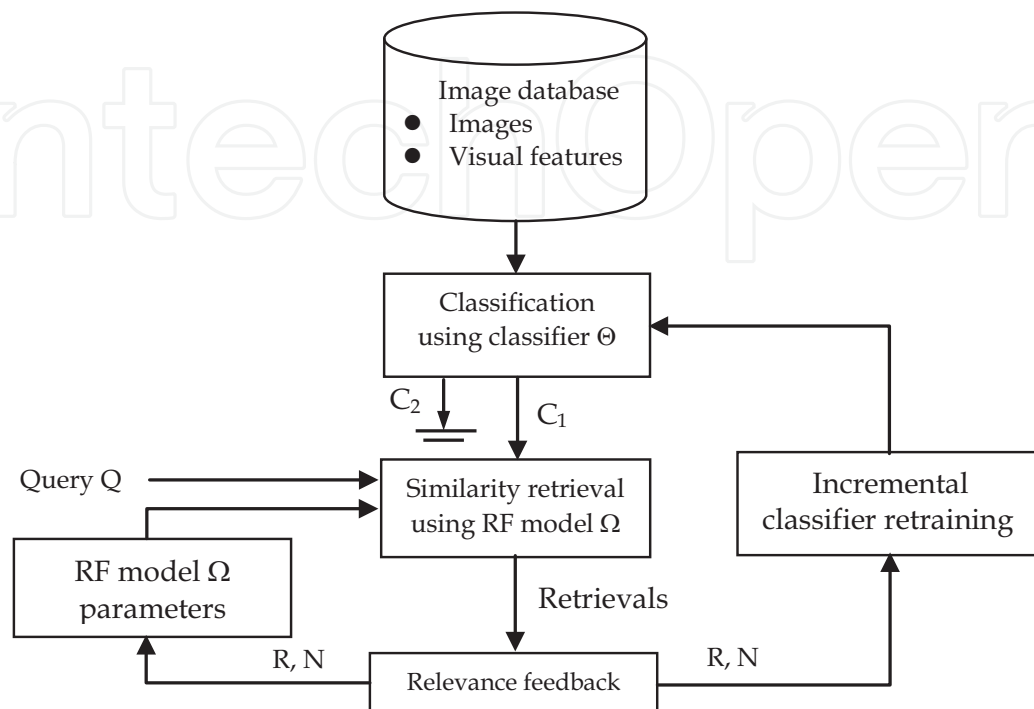 Image database
● Images
● Visual features
Classification
using classifier Θ
C₂
C₁
Query Q
Similarity retrieval
using RF model Ω
Incremental
classifier retraining
RF model Ω
parameters
Retrievals
R, N
Relevance feedback
R, N
ntechOpen